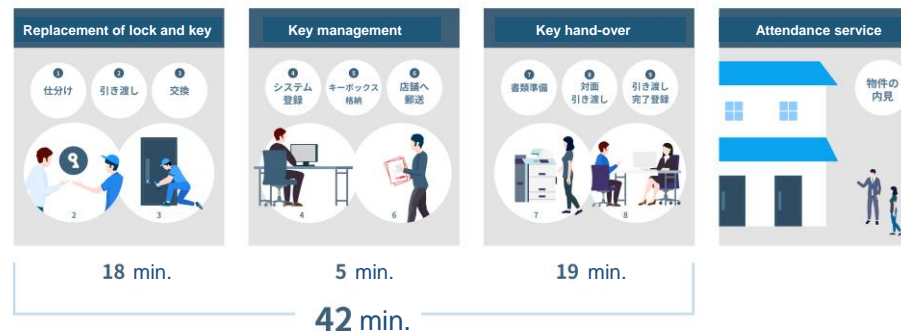 Replacement of lock and key
Key management
Key hand-over
Attendance service
1
仕分け
2
引き渡し
3
交換
4
システム
登録
5
キーボックス
格納
6
店舗へ
郵送
7
書類準備
8
対面
引き渡し
9
引き渡し
完了登録
物件の
内見
2
3
4
6
7
8
18 min.
5 min.
19 min.
42 min.